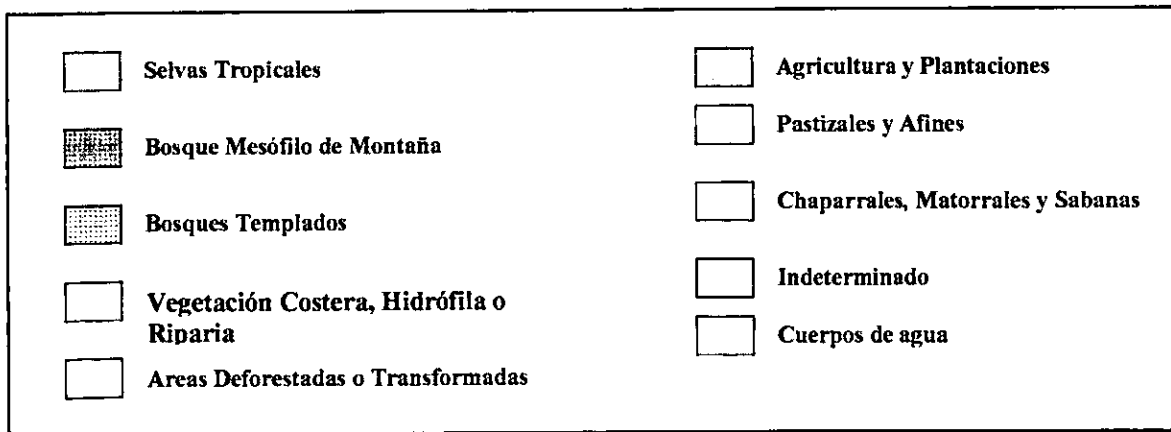 Selvas Tropicales
Bosque Mesófilo de Montaña
Bosques Templados
Vegetación Costera, Hidrófila o
Riparia
Areas Deforestadas o Transformadas
Agricultura y Plantaciones
Pastizales y Afines
Chaparrales, Matorrales y Sabanas
Indeterminado
Cuerpos de agua